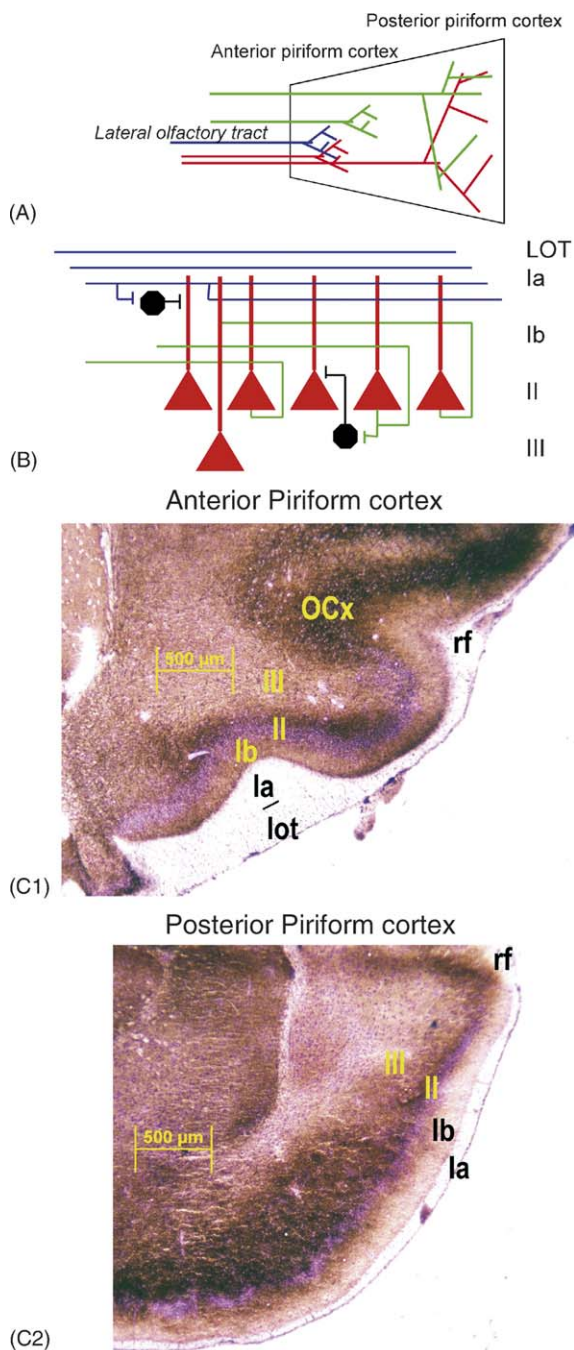 Posterior piriform cortex
Anterior piriform cortex
Lateral olfactory tract
(A)
LOT
Ia
Ib
II
III
(B)
Anterior Piriform cortex
OCx
rf
500 µm
III
II
Ib
Ia
lot
(C1)
Posterior Piriform cortex
rf
III
II
500 µm
Ib
Ia
(C2)